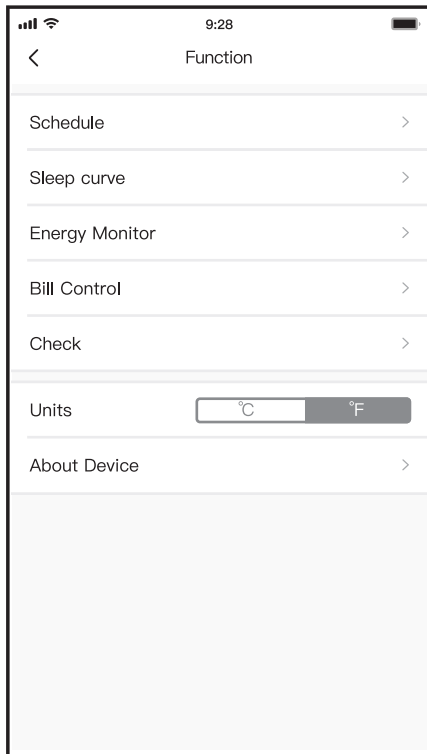 9:28
Function
Schedule
Sleep curve
Energy Monitor
Bill Control
Check
Units °C °F
About Device